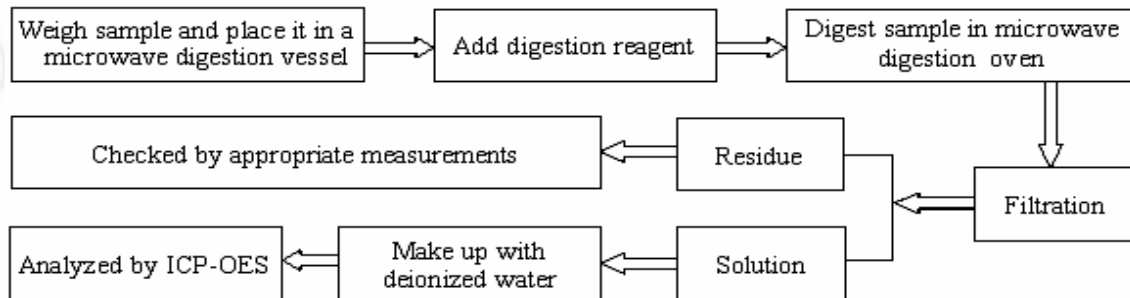 Weigh sample and place it in a
microwave digestion vessel
Add digestion reagent
Digest sample in microwave
digestion oven
Checked by appropriate measurements
Residue
Filtration
Analyzed by ICP-OES
Make up with
deionized water
Solution